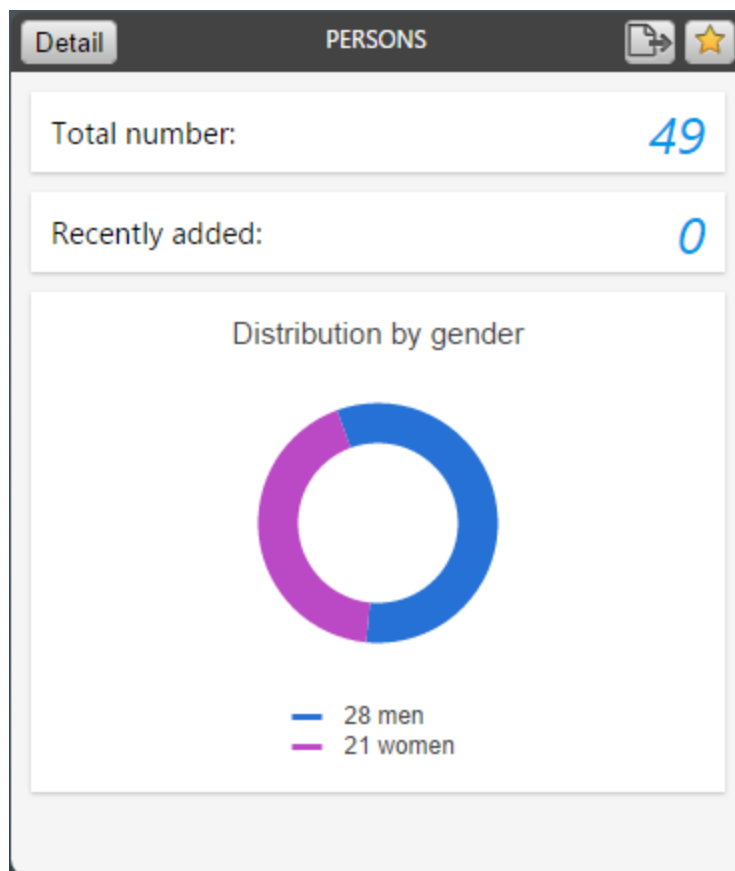 Detail PERSONS
Total number: 49
Recently added: 0
Distribution by gender
28 men
21 women